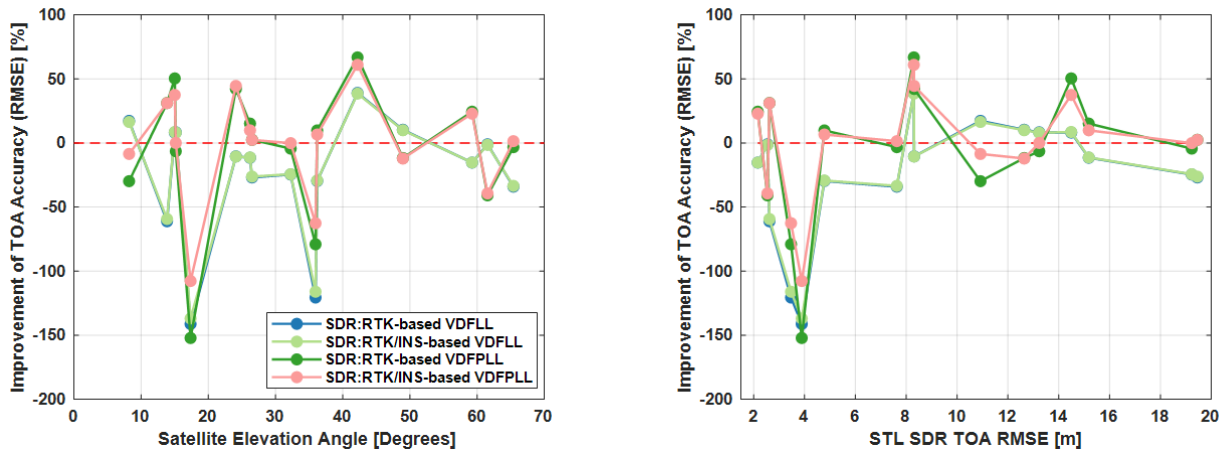 Improvement of TOA Accuracy (RMSE) [%]
100
50
0
-50
-100
-150
-200
0 10 20 30 40 50 60 70
Satellite Elevation Angle [Degrees]
SDR:RTK-based VDFLL
SDR:RTK/INS-based VDFLL
SDR:RTK-based VDFPLL
SDR:RTK/INS-based VDFPLL
Improvement of TOA Accuracy (RMSE) [%]
100
50
0
-50
-100
-150
-200
2 4 6 8 10 12 14 16 18 20
STL SDR TOA RMSE [m]